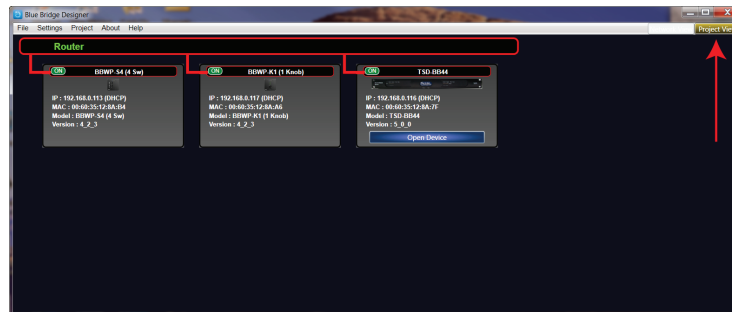 Blue Bridge Designer
File Settings Project About Help
Project Vie
Router
ON BBWP-S4 (4 Sw)
IP : 192.168.0.113 (DHCP)
MAC : 00:60:35:12:8A:B4
Model : BBWP-S4 (4 Sw)
Version : 4_2_3
ON BBWP-K1 (1 Knob)
IP : 192.168.0.117 (DHCP)
MAC : 00:60:35:12:8A:A6
Model : BBWP-K1 (1 Knob)
Version : 4_2_3
ON TSD-BB44
IP : 192.168.0.116 (DHCP)
MAC : 00:60:35:12:8A:7F
Model : TSD-BB44
Version : 5_0_0
Open Device